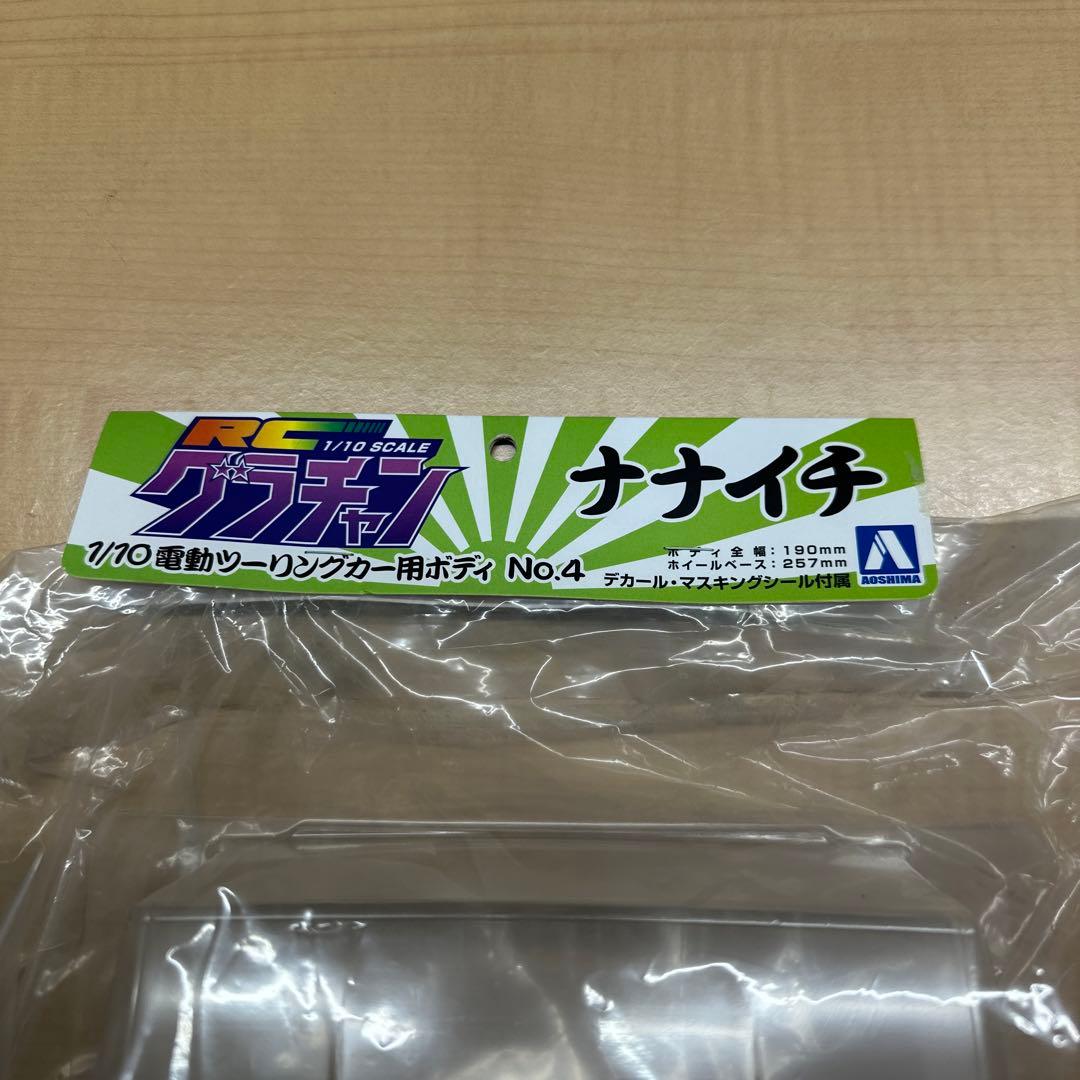 RC
1/10 SCALE
グラチャン
ナナイチ
1/10 電動ツーリングカー用ボディ No.4
ボディ全幅:190mm
ホイールベース:257mm
デカール・マスキングシール付属
AOSHIMA